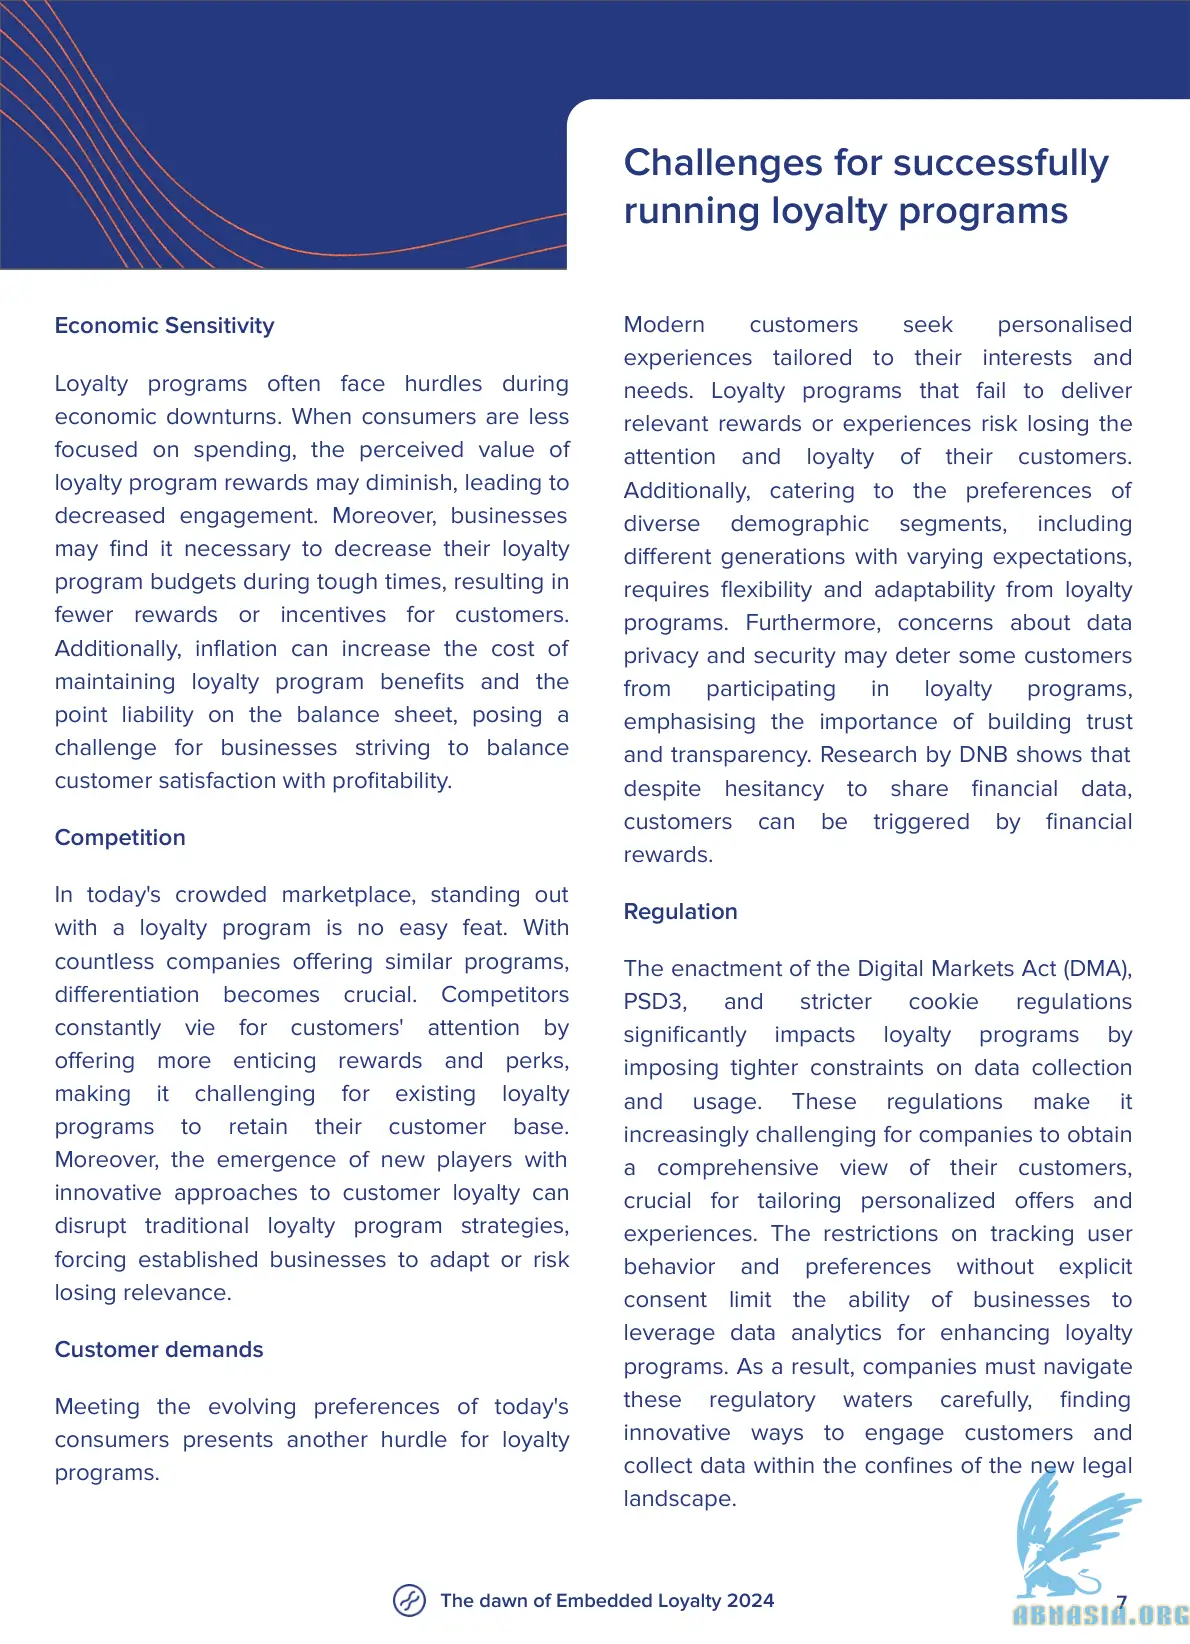 Challenges for successfully
running loyalty programs
Economic Sensitivity
Loyalty programs often face hurdles during
economic downturns. When consumers are less
focused on spending, the perceived value of
loyalty program rewards may diminish, leading to
decreased engagement. Moreover, businesses
may find it necessary to decrease their loyalty
program budgets during tough times, resulting in
fewer rewards or incentives for customers.
Additionally, inflation can increase the cost of
maintaining loyalty program benefits and the
point liability on the balance sheet, posing a
challenge for businesses striving to balance
customer satisfaction with profitability.
Competition
In today's crowded marketplace, standing out
with a loyalty program is no easy feat. With
countless companies offering similar programs,
differentiation becomes crucial. Competitors
constantly vie for customers' attention by
offering more enticing rewards and perks,
making it challenging for existing loyalty
programs to retain their customer base.
Moreover, the emergence of new players with
innovative approaches to customer loyalty can
disrupt traditional loyalty program strategies,
forcing established businesses to adapt or risk
losing relevance.
Customer demands
Meeting the evolving preferences of today's
consumers presents another hurdle for loyalty
programs.
Modern customers seek personalised
experiences tailored to their interests and
needs. Loyalty programs that fail to deliver
relevant rewards or experiences risk losing the
attention and loyalty of their customers.
Additionally, catering to the preferences of
diverse demographic segments, including
different generations with varying expectations,
requires flexibility and adaptability from loyalty
programs. Furthermore, concerns about data
privacy and security may deter some customers
from participating in loyalty programs,
emphasising the importance of building trust
and transparency. Research by DNB shows that
despite hesitancy to share financial data,
customers can be triggered by financial
rewards.
Regulation
The enactment of the Digital Markets Act (DMA),
PSD3, and stricter cookie regulations
significantly impacts loyalty programs by
imposing tighter constraints on data collection
and usage. These regulations make it
increasingly challenging for companies to obtain
a comprehensive view of their customers,
crucial for tailoring personalized offers and
experiences. The restrictions on tracking user
behavior and preferences without explicit
consent limit the ability of businesses to
leverage data analytics for enhancing loyalty
programs. As a result, companies must navigate
these regulatory waters carefully, finding
innovative ways to engage customers and
collect data within the confines of the new legal
landscape.
The dawn of Embedded Loyalty 2024
7
ABNASIA.ORG